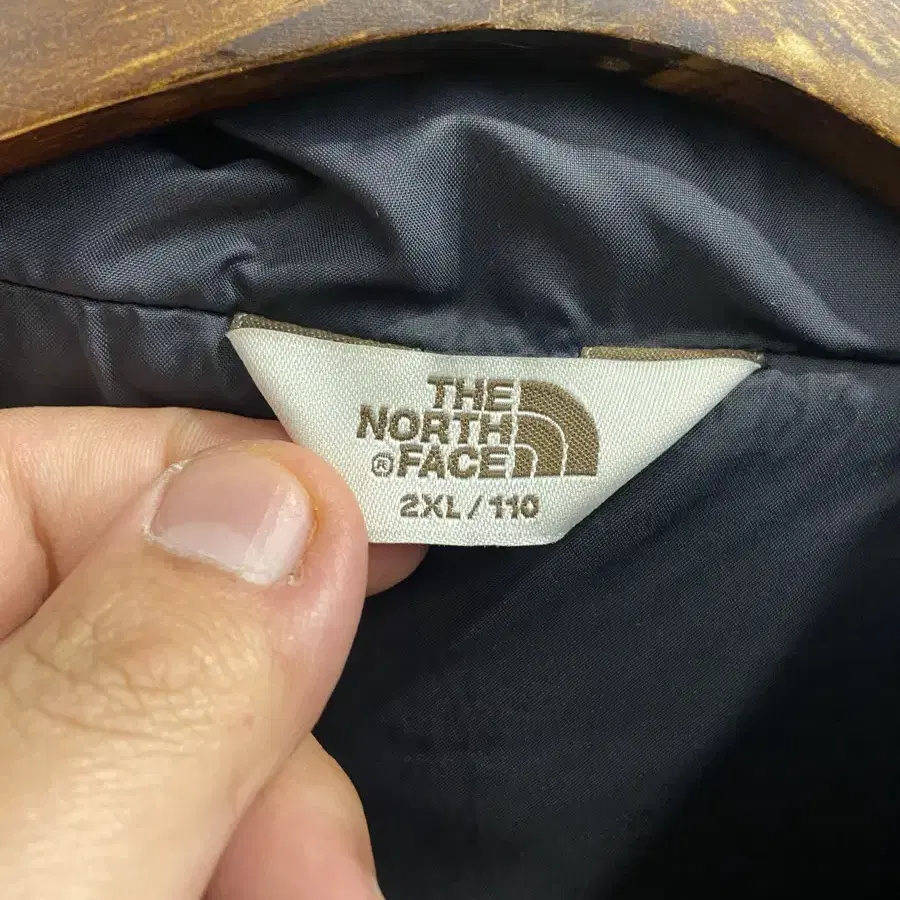 THE
NORTH
®FACE
2XL/110